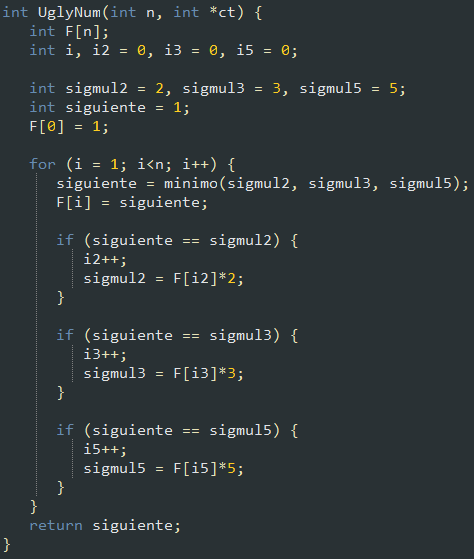 int UglyNum(int n, int *ct) {
int F[n];
int i, i2 = 0, i3 = 0, i5 = 0;
int sigmul2 = 2, sigmul3 = 3, sigmul5 = 5;
int siguiente = 1;
F[0] = 1;
for (i = 1; i<n; i++) {
siguiente = minimo(sigmul2, sigmul3, sigmul5);
F[i] = siguiente;
if (siguiente == sigmul2) {
i2++;
sigmul2 = F[i2]*2;
}
if (siguiente == sigmul3) {
i3++;
sigmul3 = F[i3]*3;
}
if (siguiente == sigmul5) {
i5++;
sigmul5 = F[i5]*5;
}
}
return siguiente;
}